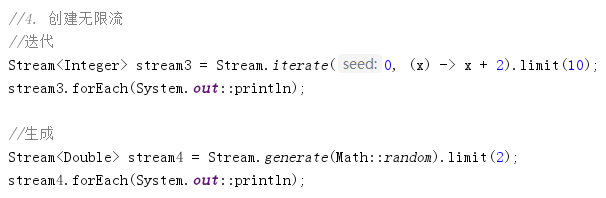 //4. 创建无限流
//迭代
Stream<Integer> stream3 = Stream.iterate( seed: 0, (x) -> x + 2).limit(10);
stream3.forEach(System.out::println);
//生成
Stream<Double> stream4 = Stream.generate(Math::random).limit(2);
stream4.forEach(System.out::println);